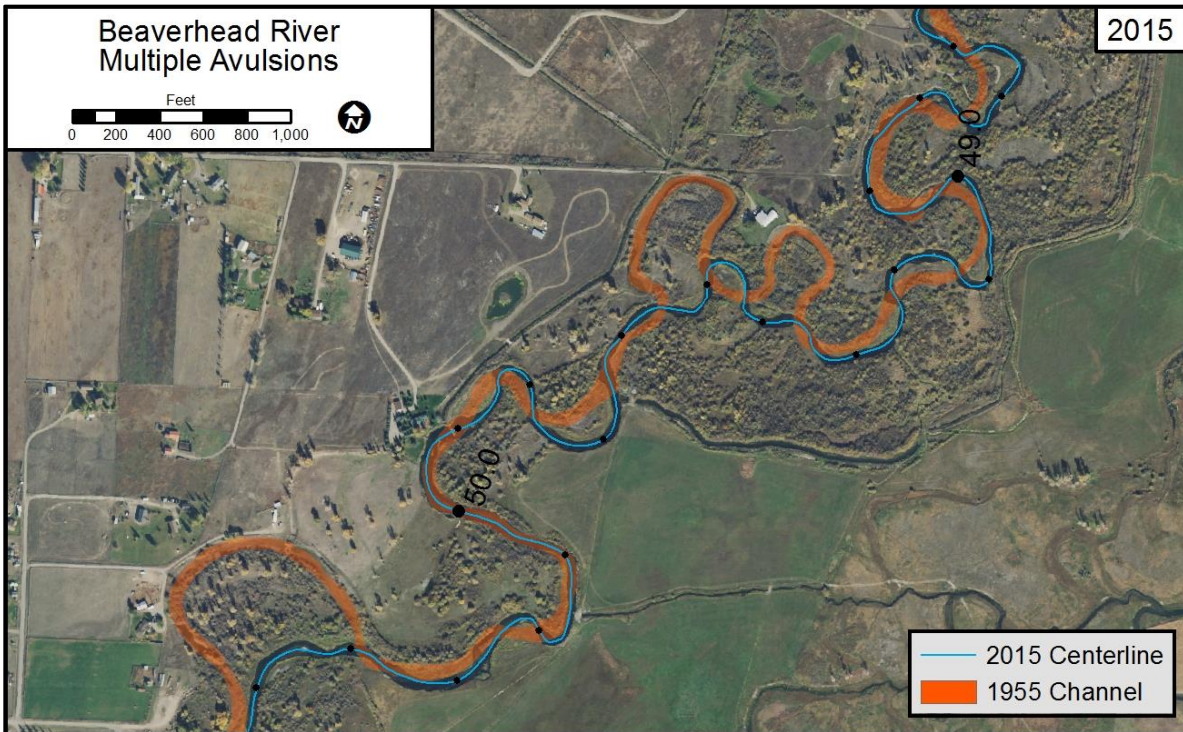 Beaverhead River
Multiple Avulsions
Feet
0 200 400 600 800 1,000
N
2015
49.0
50.0
2015 Centerline
1955 Channel